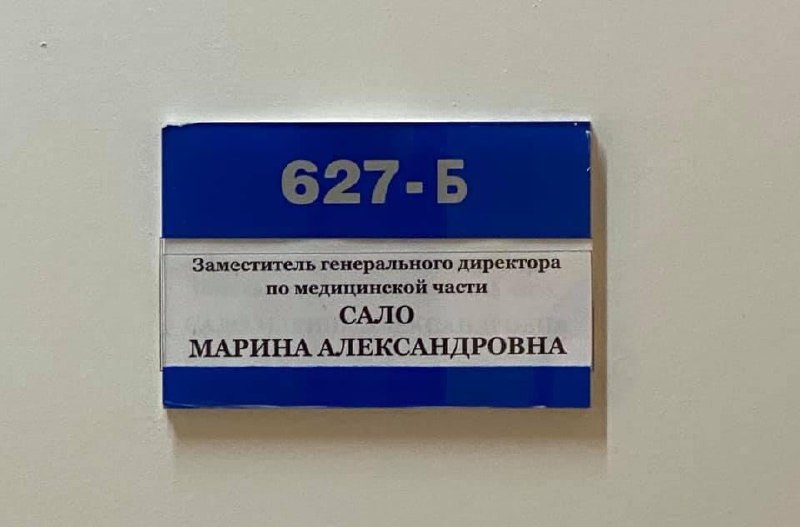 627-Б
Заместитель генерального директора
по медицинской части
САЛО
МАРИНА АЛЕКСАНДРОВНА